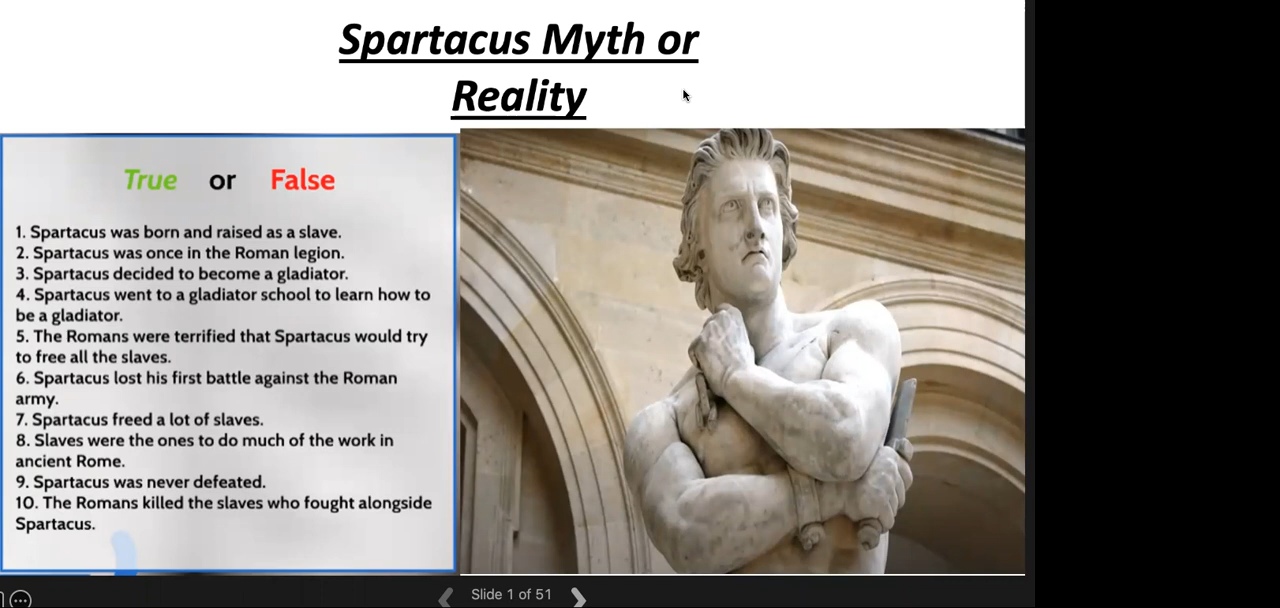 Spartacus Myth or
Reality
True or False
1. Spartacus was born and raised as a slave.
2. Spartacus was once in the Roman legion.
3. Spartacus decided to become a gladiator.
4. Spartacus went to a gladiator school to learn how to
be a gladiator.
5. The Romans were terrified that Spartacus would try
to free all the slaves.
6. Spartacus lost his first battle against the Roman
army.
7. Spartacus freed a lot of slaves.
8. Slaves were the ones to do much of the work in
ancient Rome.
9. Spartacus was never defeated.
10. The Romans killed the slaves who fought alongside
Spartacus.
Slide 1 of 51